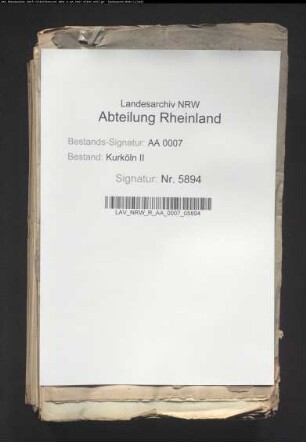 Landesarchiv NRW
Abteilung Rheinland
Bestands-Signatur: AA 0007
Bestand: Kurköln II
Signatur: Nr. 5894
LAV_NRW_R_AA_0007_05894